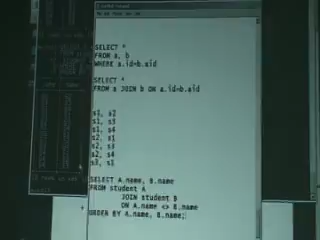 SELECT *
FROM a, b
WHERE a.id=b.aid
SELECT *
FROM a JOIN b ON a.id=b.aid
s1, s2
s1, s3
s1, s4
s2, s1
s2, s3
s2, s4
s3, s1
SELECT A.name, B.name
FROM student A
JOIN student B
ON A.name <> B.name
ORDER BY A.name, B.name;